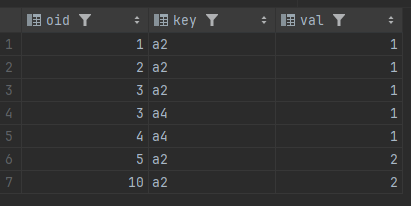 oid key val
1 1 a2 1
2 2 a2 1
3 3 a2 1
4 3 a4 1
5 4 a4 1
6 5 a2 2
7 10 a2 2